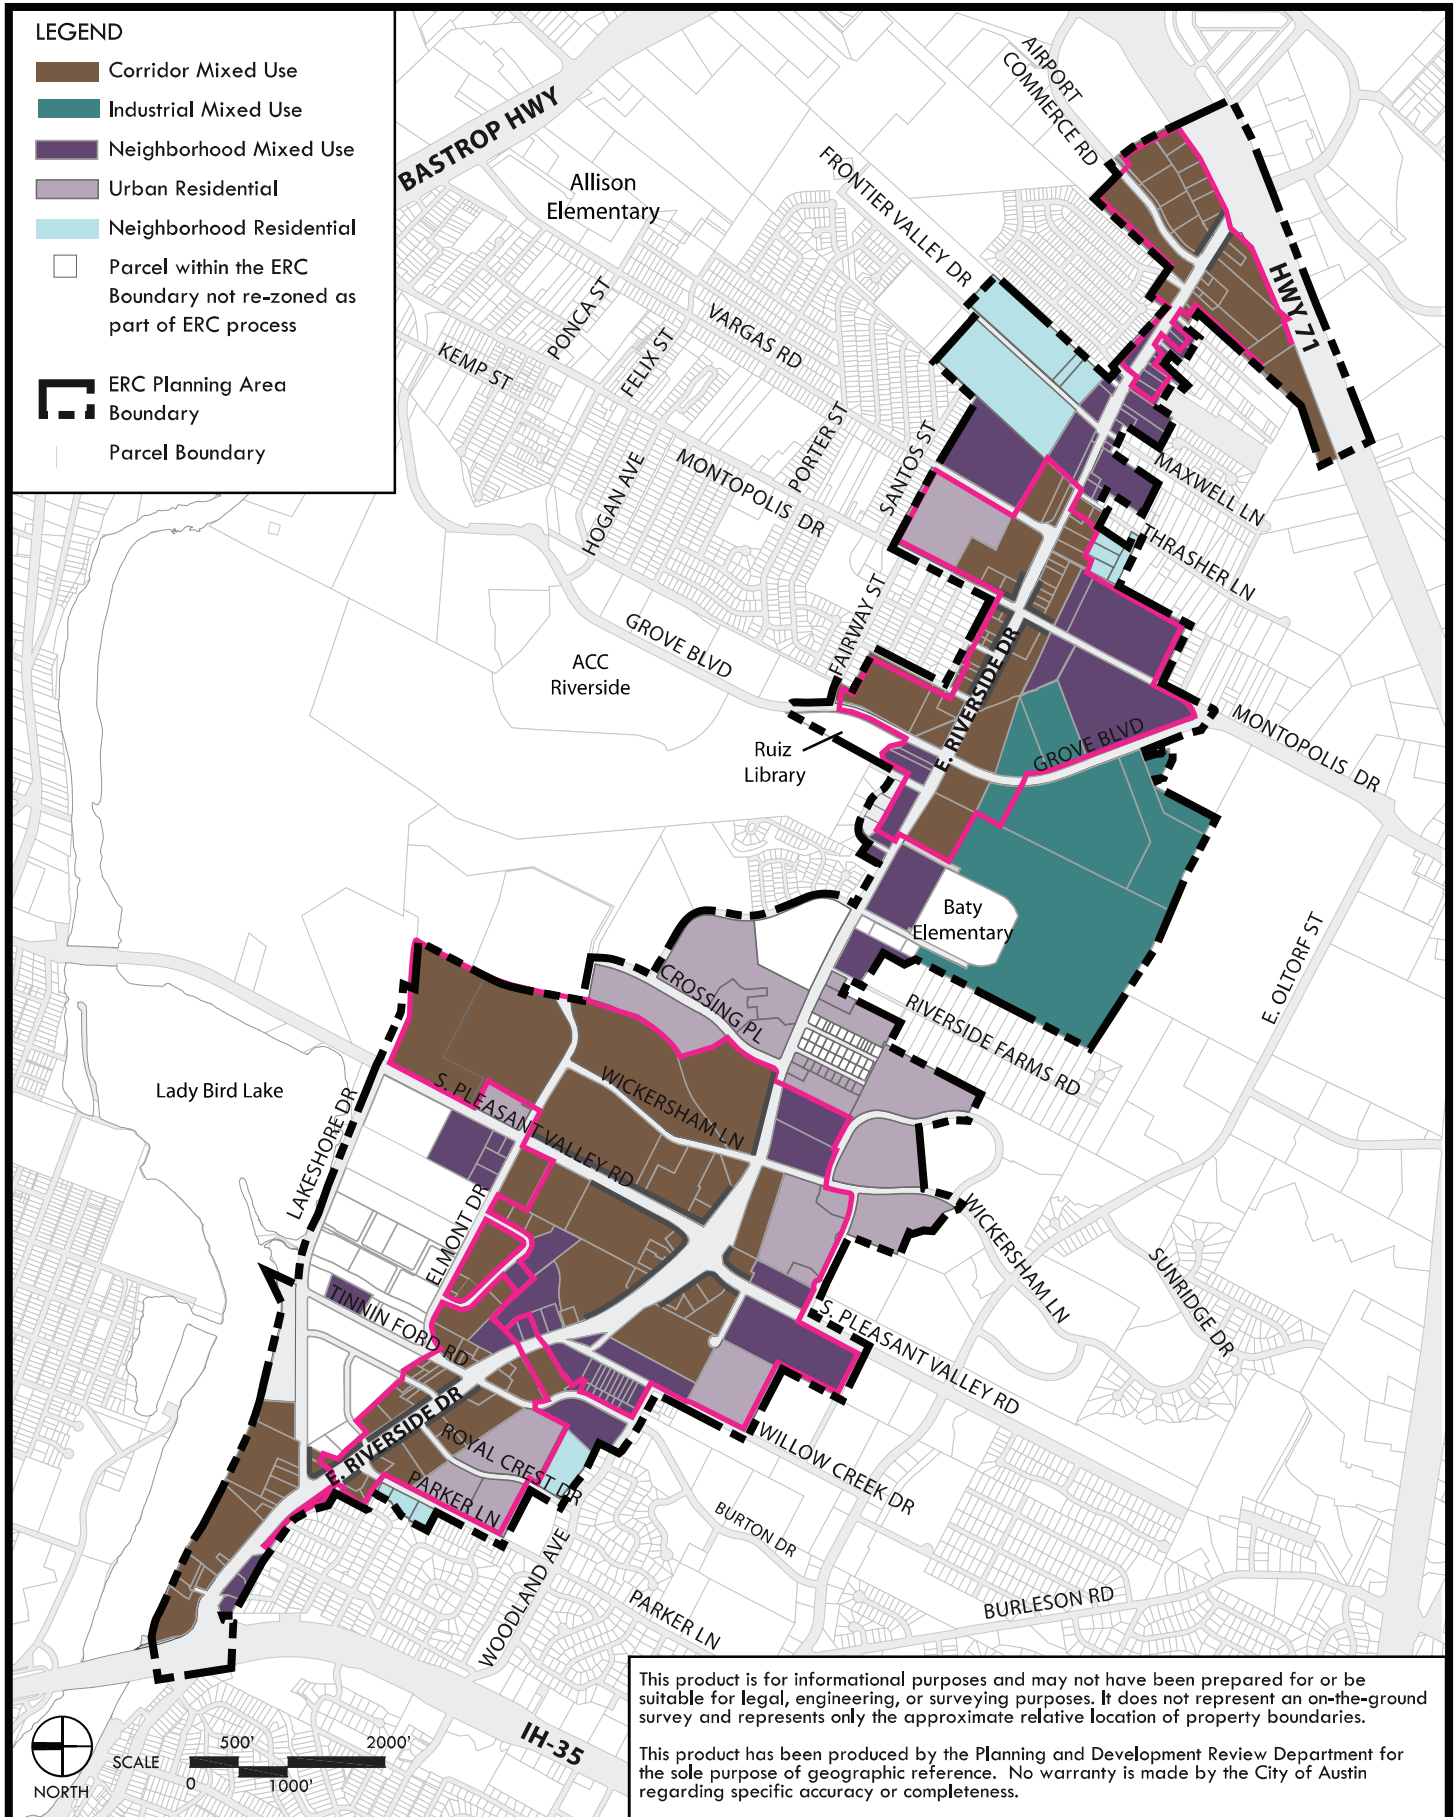 LEGEND
Corridor Mixed Use
Industrial Mixed Use
Neighborhood Mixed Use
Urban Residential
Neighborhood Residential
Parcel within the ERC
Boundary not re-zoned as
part of ERC process
ERC Planning Area
Boundary
Parcel Boundary
BASTROP HWY
AIRPORT
COMMERCE RD
Allison
Elementary
FRONTIER VALLEY DR
HWY 71
PONCA ST
VARGAS RD
FELIX ST
KEMP ST
PORTER ST
SANTOS ST
MONTOPOLIS DR
HOGAN AVE
MAXWELL LN
THRASHER LN
FAIRWAY ST
GROVE BLVD
ACC
Riverside
E. RIVERSIDE DR
Ruiz
Library
GROVE BLVD
MONTOPOLIS DR
Baty
Elementary
E. OLTORF ST
CROSSING PL
RIVERSIDE FARMS RD
Lady Bird Lake
LAKESHORE DR
S. PLEASANT VALLEY RD
WICKERSHAM LN
ELMONT DR
WICKERSHAM LN
SUNRIDGE DR
TINNIN FORD RD
S. PLEASANT VALLEY RD
E. RIVERSIDE DR
ROYAL CREST DR
PARKER LN
WILLOW CREEK DR
BURTON DR
WOODLAND AVE
PARKER LN
BURLESON RD
IH-35
NORTH
SCALE
500'
2000'
0
1000'
This product is for informational purposes and may not have been prepared for or be
suitable for legal, engineering, or surveying purposes. It does not represent an on-the-ground
survey and represents only the approximate relative location of property boundaries.
This product has been produced by the Planning and Development Review Department for
the sole purpose of geographic reference. No warranty is made by the City of Austin
regarding specific accuracy or completeness.